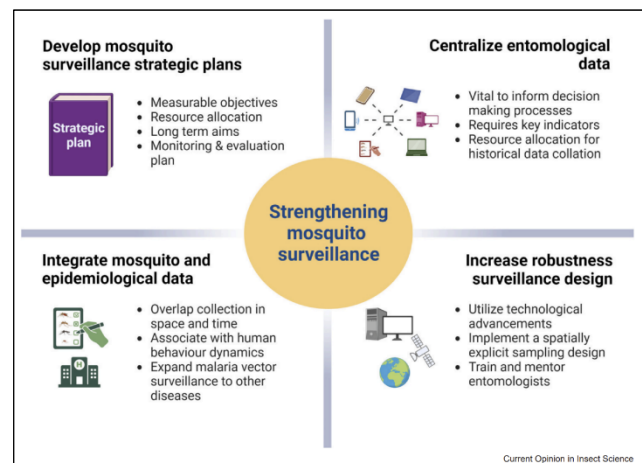 Develop mosquito
surveillance strategic plans
Strategic
plan
• Measurable objectives
• Resource allocation
• Long term aims
• Monitoring & evaluation
plan
Centralize entomological
data
• Vital to inform decision
making processes
• Requires key indicators
• Resource allocation for
historical data collation
Strengthening
mosquito
surveillance
Integrate mosquito and
epidemiological data
• Overlap collection in
space and time
• Associate with human
behaviour dynamics
• Expand malaria vector
surveillance to other
diseases
H
Increase robustness
surveillance design
• Utilize technological
advancements
• Implement a spatially
explicit sampling design
• Train and mentor
entomologists
Current Opinion in Insect Science